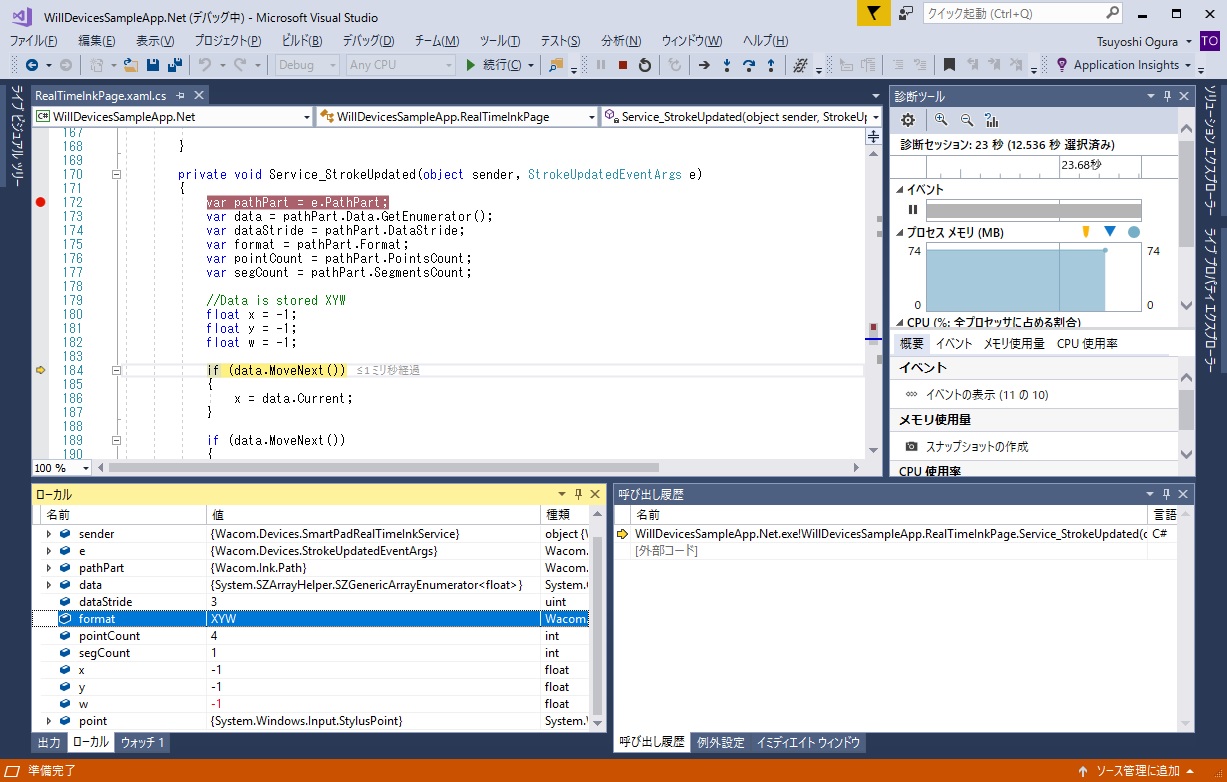 WillDevicesSampleApp.Net (デバッグ中) - Microsoft Visual Studio
クイック起動 (Ctrl+Q)
ファイル(F) 編集(E) 表示(V) プロジェクト(P) ビルド(B) デバッグ(D) チーム(M) ツール(T) テスト(S) 分析(N) ウィンドウ(W) ヘルプ(H)
Tsuyoshi Ogura TO
Debug Any CPU 続行(C) Application Insights
ライブ ビジュアル ツリー
RealTimeInkPage.xaml.cs
C# WillDevicesSampleApp.Net WillDevicesSampleApp.RealTimeInkPage Service_StrokeUpdated(object sender, StrokeUp
167
168 }
169
170 private void Service_StrokeUpdated(object sender, StrokeUpdatedEventArgs e)
171 {
172 var pathPart = e.PathPart;
173 var data = pathPart.Data.GetEnumerator();
174 var dataStride = pathPart.DataStride;
175 var format = pathPart.Format;
176 var pointCount = pathPart.PointsCount;
177 var segCount = pathPart.SegmentsCount;
178
179 //Data is stored XYW
180 float x = -1;
181 float y = -1;
182 float w = -1;
183
184 if (data.MoveNext()) ≤1ミリ秒経過
185 {
186 x = data.Current;
187 }
188
189 if (data.MoveNext())
190 {
100 %
診断ツール
診断セッション: 23 秒 (12.536 秒 選択済み)
23.68秒
イベント
プロセス メモリ (MB)
74 74
0 0
CPU (%: 全プロセッサに占める割合)
概要 イベント メモリ使用量 CPU 使用率
イベント
イベントの表示 (11 の 10)
メモリ使用量
スナップショットの作成
CPU 使用率
ソリューション エクスプローラー
ライブ プロパティ エクスプローラー
ローカル
名前 値 種類
sender {Wacom.Devices.SmartPadRealTimeInkService} object {W
e {Wacom.Devices.StrokeUpdatedEventArgs} Wacom.
pathPart {Wacom.Ink.Path} Wacom.
data {System.SZArrayHelper.SZGenericArrayEnumerator<float>} System.C
dataStride 3 uint
format XYW Wacom.
pointCount 4 int
segCount 1 int
x -1 float
y -1 float
w -1 float
point {System.Windows.Input.StylusPoint} System.W
出力 ローカル ウォッチ 1
呼び出し履歴
名前 言語
WillDevicesSampleApp.Net.exe!WillDevicesSampleApp.RealTimeInkPage.Service_StrokeUpdated(o C#
[外部コード]
呼び出し履歴 例外設定 イミディエイト ウィンドウ
準備完了
ソース管理に追加